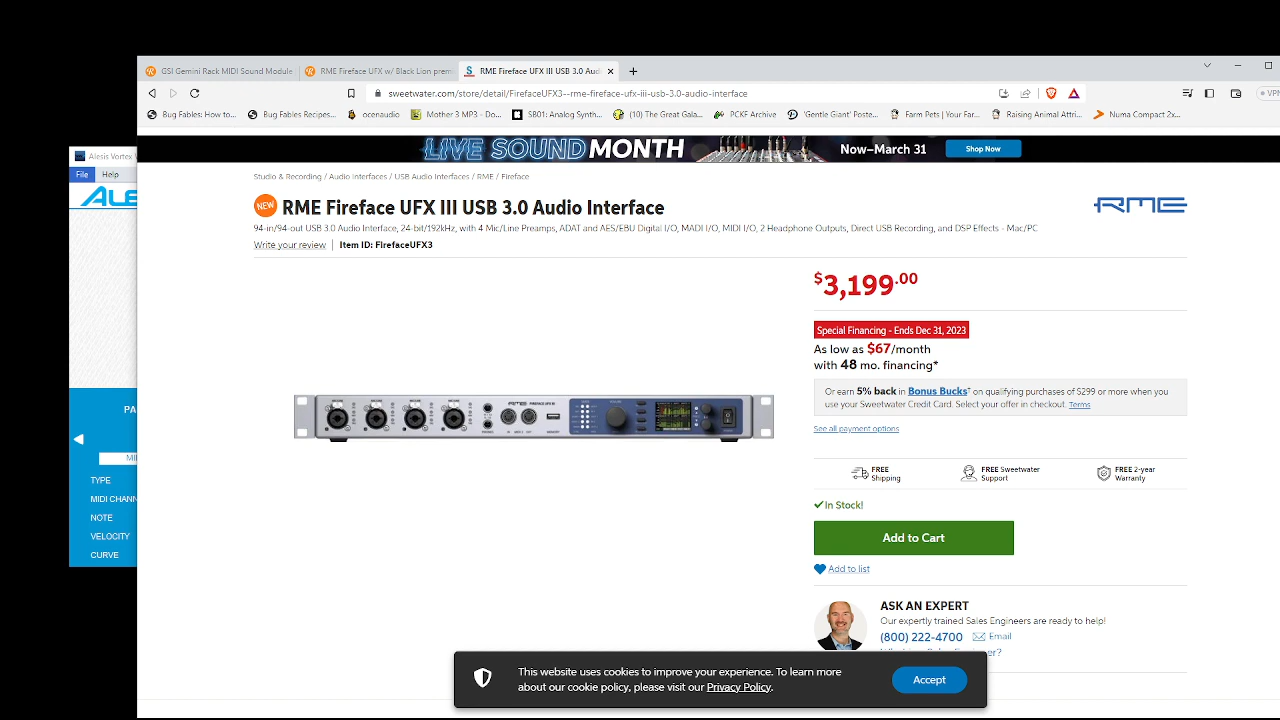 GSI Gemini Rack MIDI Sound Module
RME Fireface UFX w/ Black Lion prem
RME Fireface UFX III USB 3.0 Aud
sweetwater.com/store/detail/FirefaceUFX3--rme-fireface-ufx-iii-usb-3.0-audio-interface
VPN
Bug Fables: How to...
Bug Fables Recipes...
ocenaudio
Mother 3 MP3 - Do...
SB01: Analog Synth...
(10) The Great Gala...
PCKF Archive
'Gentle Giant' Poste...
Farm Pets | Your Far...
Raising Animal Attri...
Numa Compact 2x...
LIVE SOUND MONTH
Now–March 31
Shop Now
Alesis Vortex
File Help
ALE
Studio & Recording / Audio Interfaces / USB Audio Interfaces / RME / Fireface
NEW RME Fireface UFX III USB 3.0 Audio Interface
RME
94-in/94-out USB 3.0 Audio Interface, 24-bit/192kHz, with 4 Mic/Line Preamps, ADAT and AES/EBU Digital I/O, MADI I/O, MIDI I/O, 2 Headphone Outputs, Direct USB Recording, and DSP Effects - Mac/PC
Write your review | Item ID: FirefaceUFX3
$3,199.00
Special Financing - Ends Dec 31, 2023
As low as $67/month
with 48 mo. financing*
Or earn 5% back in Bonus Bucks† on qualifying purchases of $299 or more when you
use your Sweetwater Credit Card. Select your offer in checkout. Terms
See all payment options
FREE
Shipping
FREE Sweetwater
Support
FREE 2-year
Warranty
In Stock!
Add to Cart
Add to list
ASK AN EXPERT
Our expertly trained Sales Engineers are ready to help!
(800) 222-4700
Email
PA
MI
TYPE
MIDI CHANN
NOTE
VELOCITY
CURVE
This website uses cookies to improve your experience. To learn more
about our cookie policy, please visit our Privacy Policy.
Accept